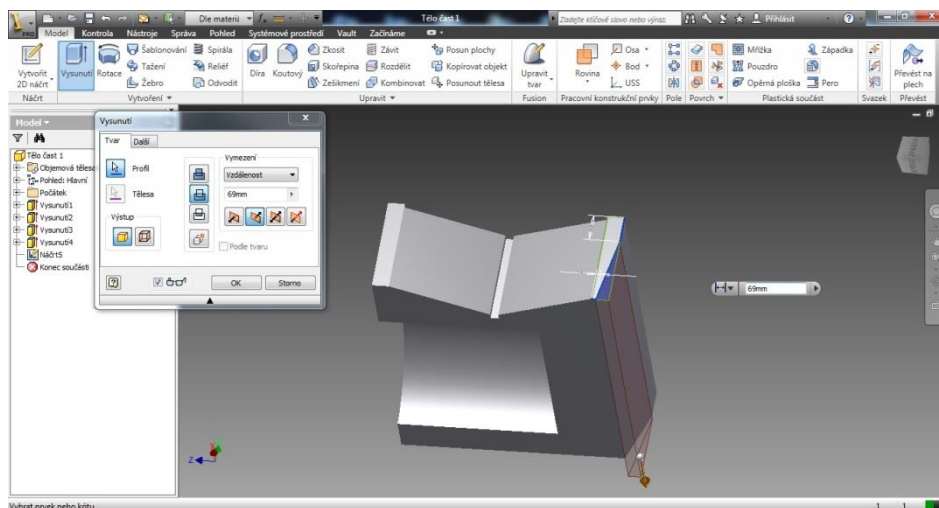 PRO
Dle materi
Tělo část 1
Zadejte klíčové slovo nebo výraz.
Přihlásit
Model Kontrola Nástroje Správa Pohled Systémové prostředí Vault Začínáme
Vytvořit 2D náčrt
Vysunutí
Rotace
Šablonování
Tažení
Žebro
Spirála
Reliéf
Odvodit
Díra
Koutový
Zkosit
Skořepina
Zešikmení
Závit
Rozdělit
Kombinovat
Posun plochy
Kopírovat objekt
Posunout tělesa
Upravit tvar
Rovina
Osa
Bod
USS
Mřížka
Pouzdro
Opěrná ploška
Západka
Pero
Převést na plech
Náčrt
Vytvoření
Upravit
Fusion
Pracovní konstrukční prvky
Pole
Povrch
Plastická součást
Svazek
Převést
Model
Tělo část 1
Objemová tělesa
Pohled: Hlavní
Počátek
Vysunutí1
Vysunutí2
Vysunutí3
Vysunutí4
Náčrt5
Konec součásti
Vysunutí
Tvar
Další
Profil
Tělesa
Výstup
Vymezení
Vzdálenost
69mm
Podle tvaru
OK
Storno
69mm
Z
Vybrat prvek nebo kótu
1 1